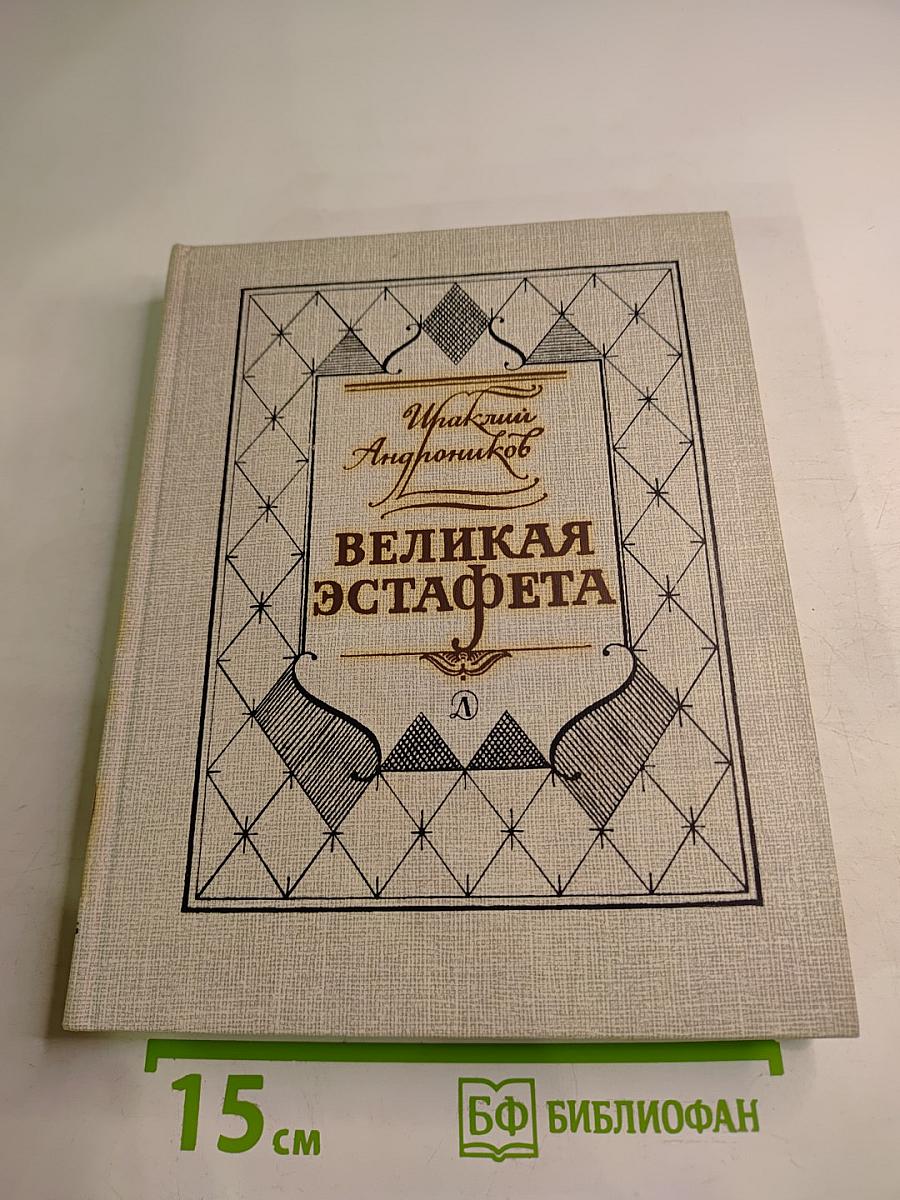 Ираклий
Андроников
ВЕЛИКАЯ
ЭСТАФЕТА
Д
15 см
БФ БИБЛИОФАН